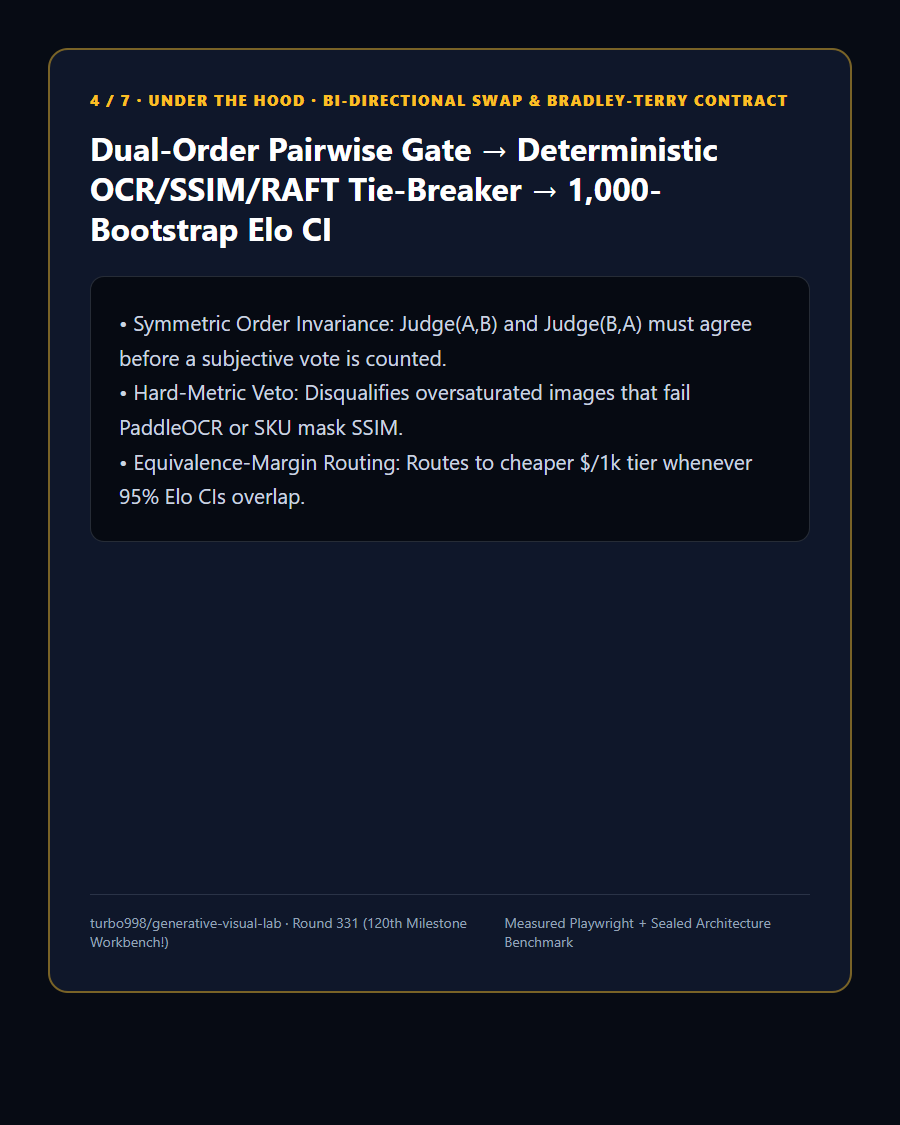 4 / 7 · UNDER THE HOOD · BI-DIRECTIONAL SWAP & BRADLEY-TERRY CONTRACT
Dual-Order Pairwise Gate → Deterministic
OCR/SSIM/RAFT Tie-Breaker → 1,000-
Bootstrap Elo CI
• Symmetric Order Invariance: Judge(A,B) and Judge(B,A) must agree
before a subjective vote is counted.
• Hard-Metric Veto: Disqualifies oversaturated images that fail
PaddleOCR or SKU mask SSIM.
• Equivalence-Margin Routing: Routes to cheaper $/1k tier whenever
95% Elo CIs overlap.
turbo998/generative-visual-lab · Round 331 (120th Milestone
Workbench!)
Measured Playwright + Sealed Architecture
Benchmark